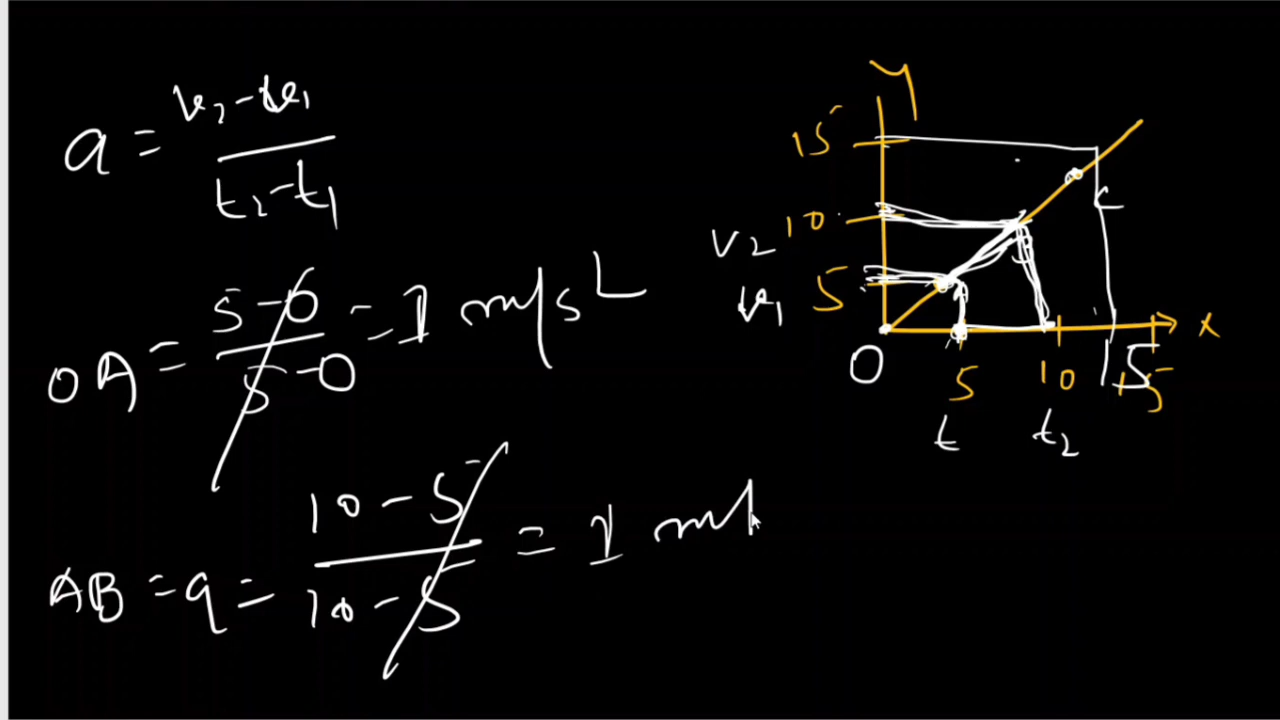 a = v₂ - v₁ / t₂ - t₁
OA = 5 - 0 / 5 - 0 = 1 m/s²
AB = a = 10 - 5 / 10 - 5 = 1 m/
Y
15
10
5
V2
v₁
A
B
C
O
5
10
15
15
X
t
t₂